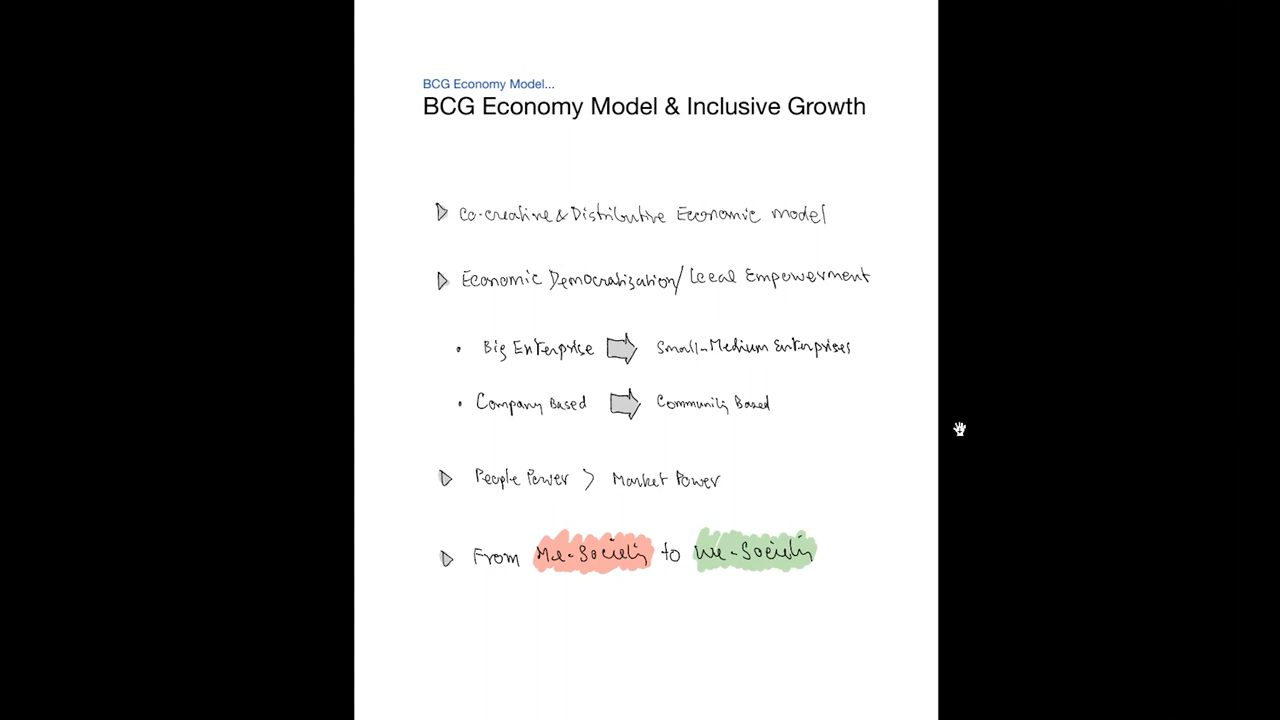 BCG Economy Model...
BCG Economy Model & Inclusive Growth
Co-creative & Distributive Economic model
Economic Democratization/ Local Empowerment
• Big Enterprise ⇨ Small-Medium Enterprises
• Company Based ⇨ Community Based
People Power > Market Power
From Me-Society to We-Society